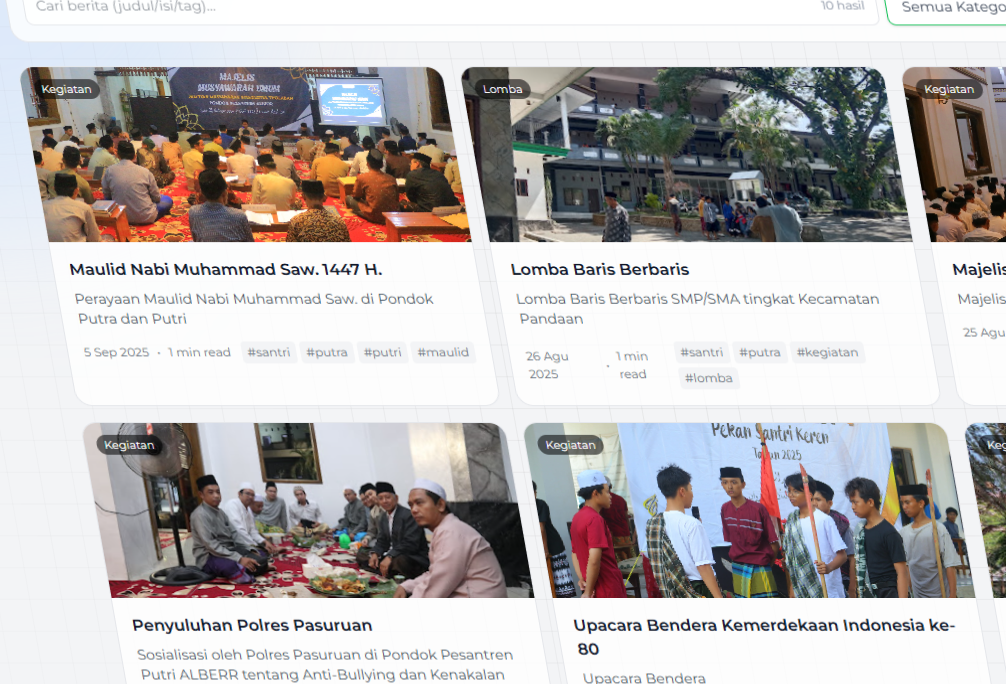 Cari berita (judul/isi/tag)...
10 hasil
Semua Katego
Kegiatan
MAJELIS
MUSYAWARAH
Maulid Nabi Muhammad Saw. 1447 H.
Perayaan Maulid Nabi Muhammad Saw. di Pondok
Putra dan Putri
5 Sep 2025 · 1 min read #santri #putra #putri #maulid
Lomba
Lomba Baris Berbaris
Lomba Baris Berbaris SMP/SMA tingkat Kecamatan
Pandaan
26 Agu
2025
·
1 min
read
#santri #putra #kegiatan
#lomba
Kegiatan
Majelis
Majelis
25 Agu
Kegiatan
Penyuluhan Polres Pasuruan
Sosialisasi oleh Polres Pasuruan di Pondok Pesantren
Putri ALBERR tentang Anti-Bullying dan Kenakalan
Kegiatan
Pekan Santri Keren
Tahun 2025
Upacara Bendera Kemerdekaan Indonesia ke-
80
Upacara Bendera
Keg